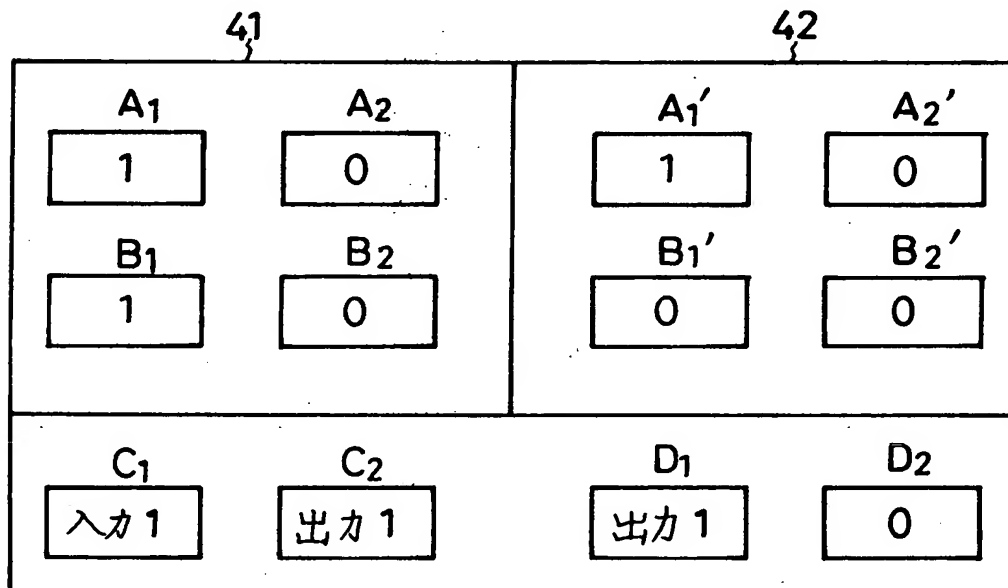 41 42
A₁ A₂ A₁′ A₂′
1 0 1 0
B₁ B₂ B₁′ B₂′
1 0 0 0
C₁ C₂ D₁ D₂
入力1 出力1 出力1 0